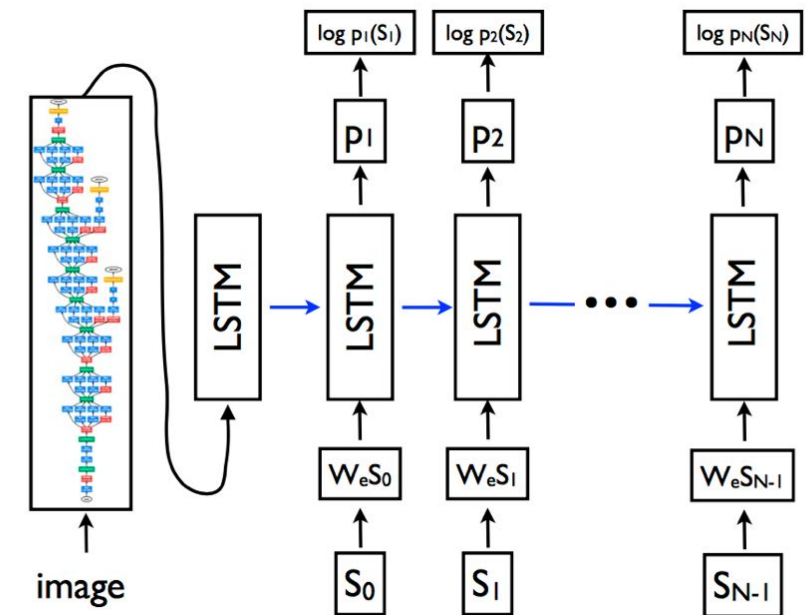 log p₁(S₁) log p₂(S₂) log pN(SN)
p₁ p₂ pN
LSTM LSTM LSTM LSTM
WeS₀ WeS₁ WeSN-1
image S₀ S₁ SN-1